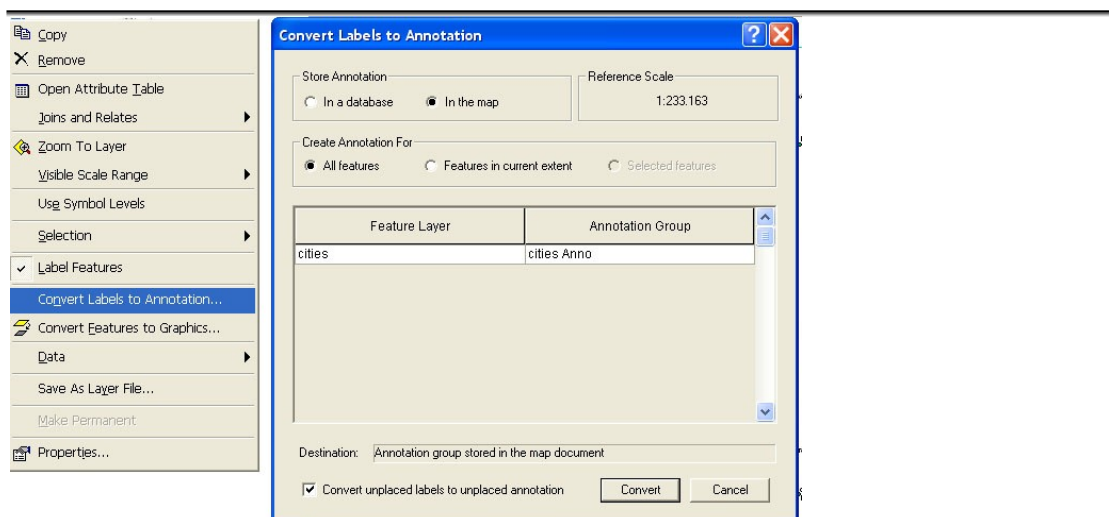 Copy
Remove
Open Attribute Table
Joins and Relates
Zoom To Layer
Visible Scale Range
Use Symbol Levels
Selection
Label Features
Convert Labels to Annotation...
Convert Features to Graphics...
Data
Save As Layer File...
Make Permanent
Properties...
Convert Labels to Annotation
Store Annotation
In a database In the map
Reference Scale
1:233.163
Create Annotation For
All features Features in current extent Selected features
Feature Layer Annotation Group
cities cities Anno
Destination: Annotation group stored in the map document
Convert unplaced labels to unplaced annotation Convert Cancel